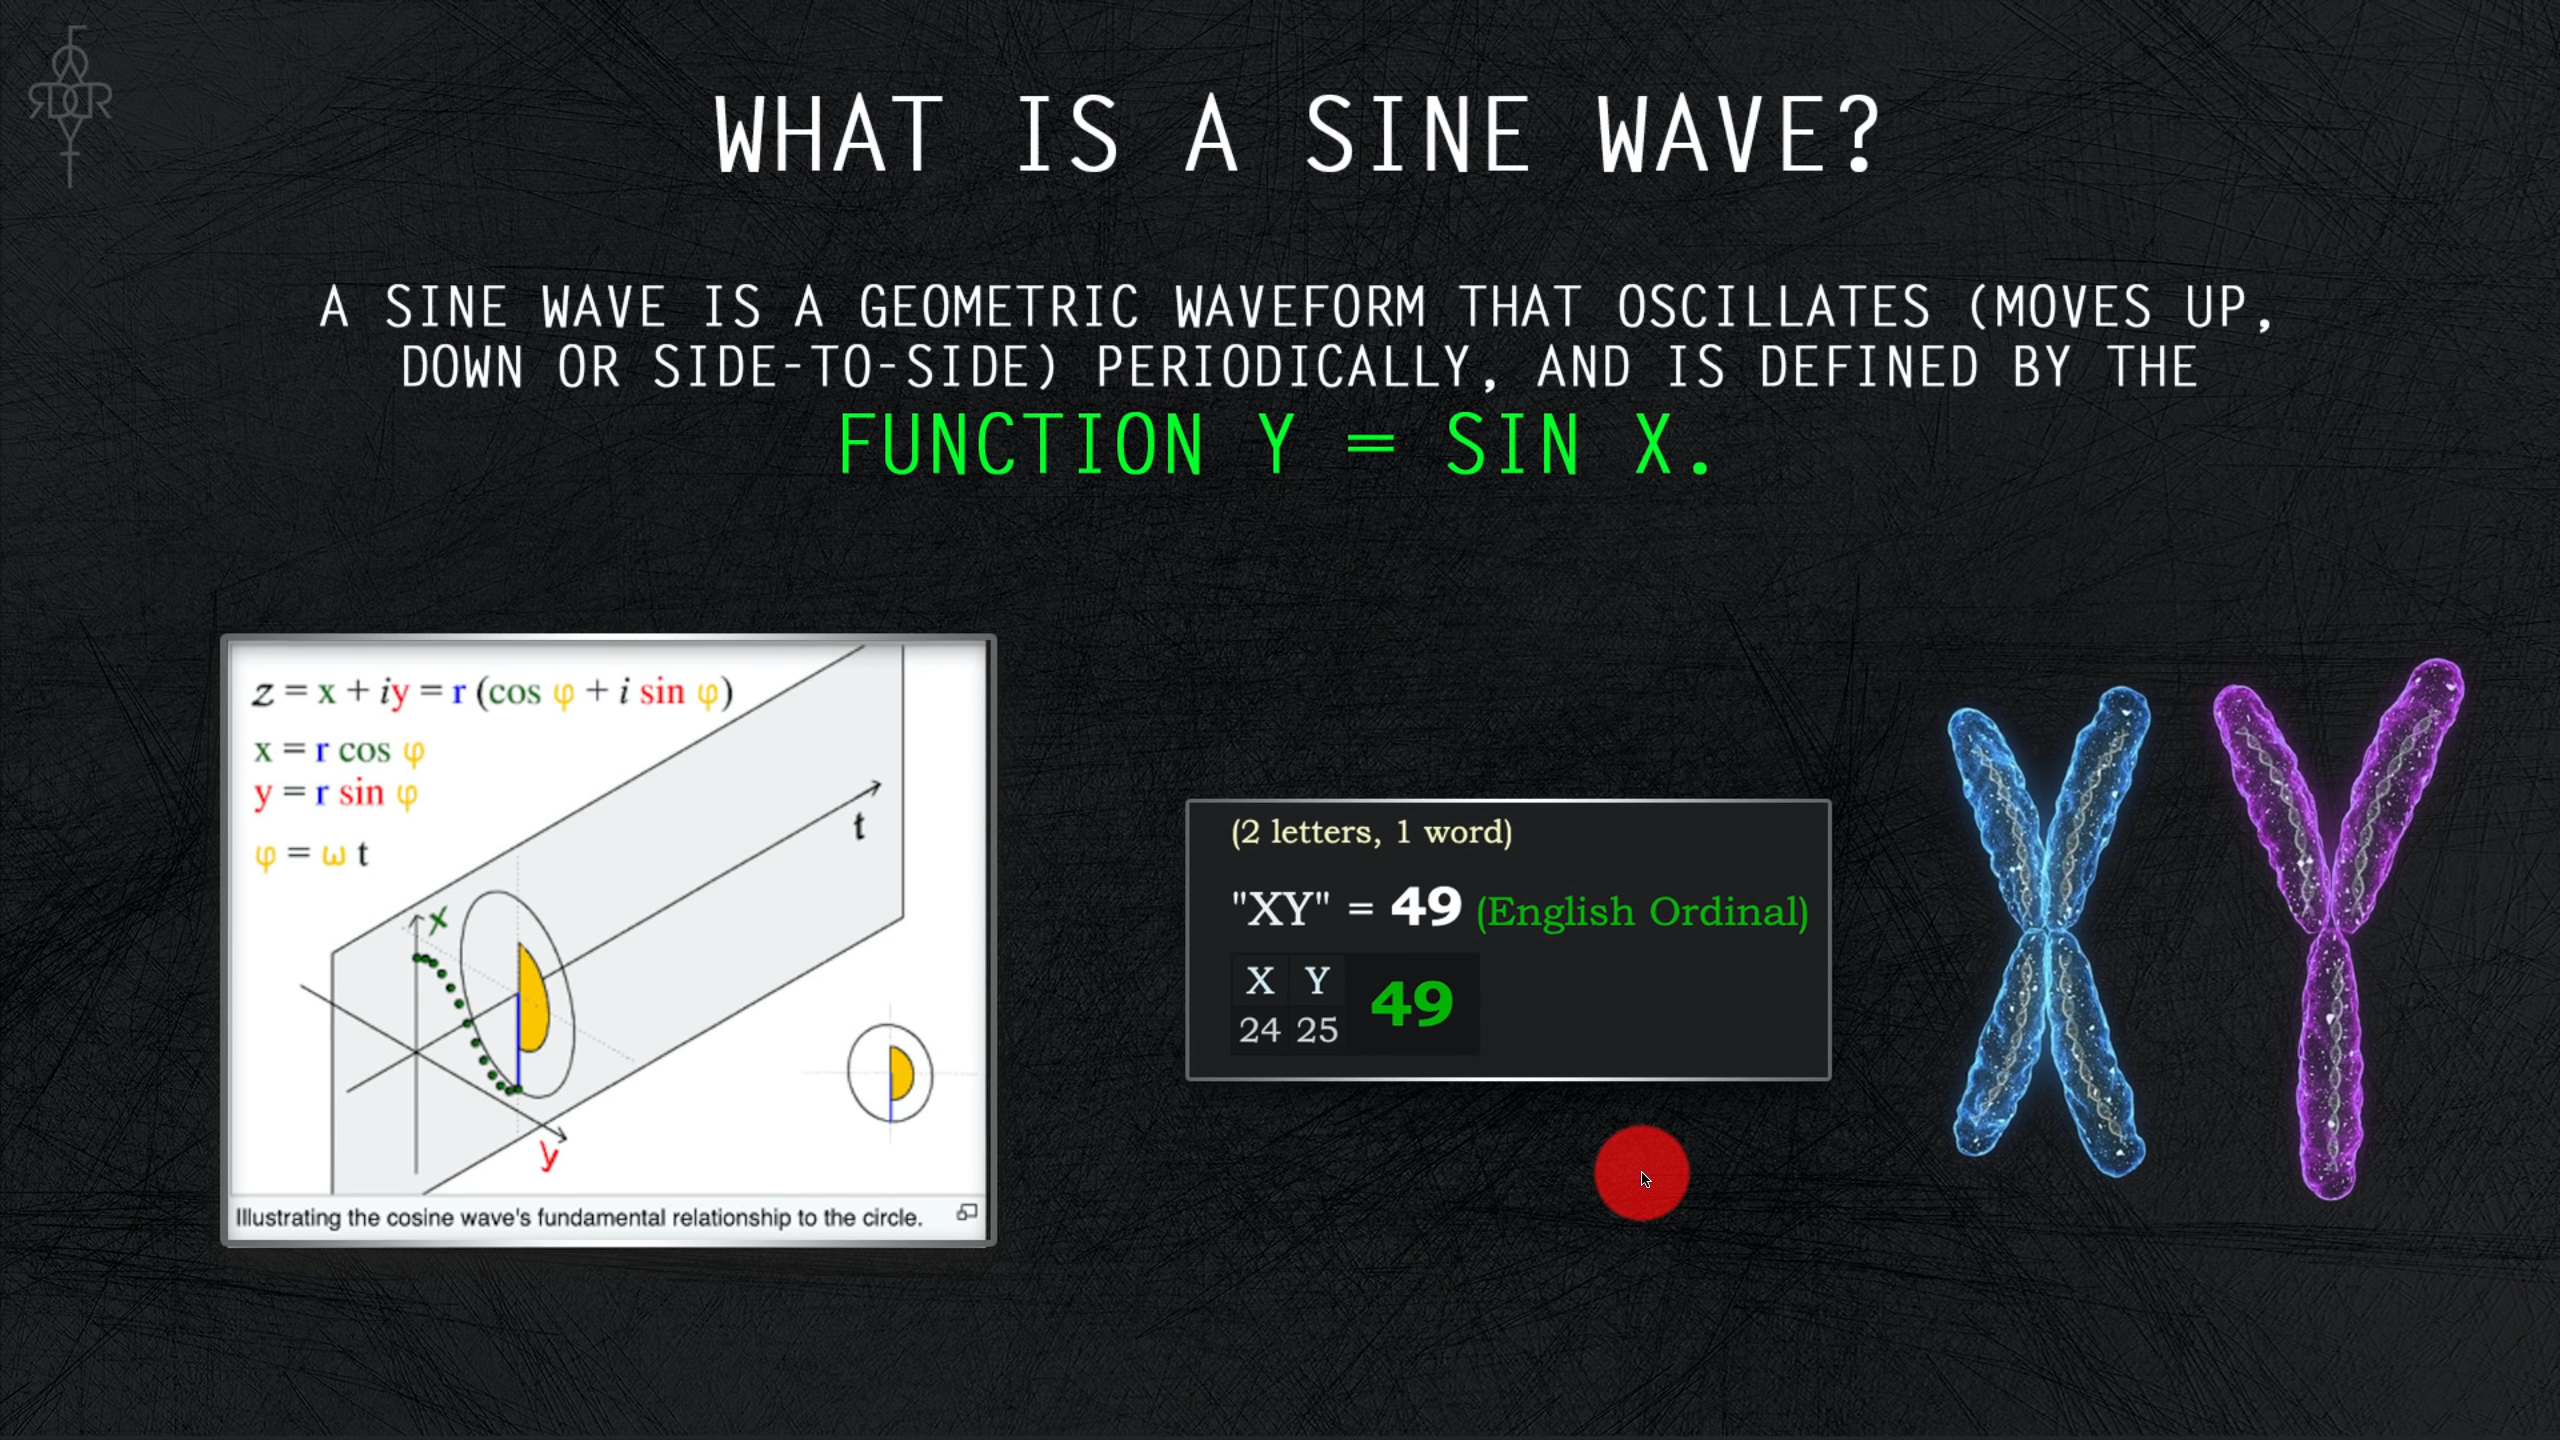 WHAT IS A SINE WAVE?
A SINE WAVE IS A GEOMETRIC WAVEFORM THAT OSCILLATES (MOVES UP,
DOWN OR SIDE-TO-SIDE) PERIODICALLY, AND IS DEFINED BY THE
FUNCTION Y = SIN X.
z = x + iy = r (cos φ + i sin φ)
x = r cos φ
y = r sin φ
φ = ω t
t
x
y
Illustrating the cosine wave's fundamental relationship to the circle.
(2 letters, 1 word)
"XY" = 49 (English Ordinal)
X Y 49
24 25